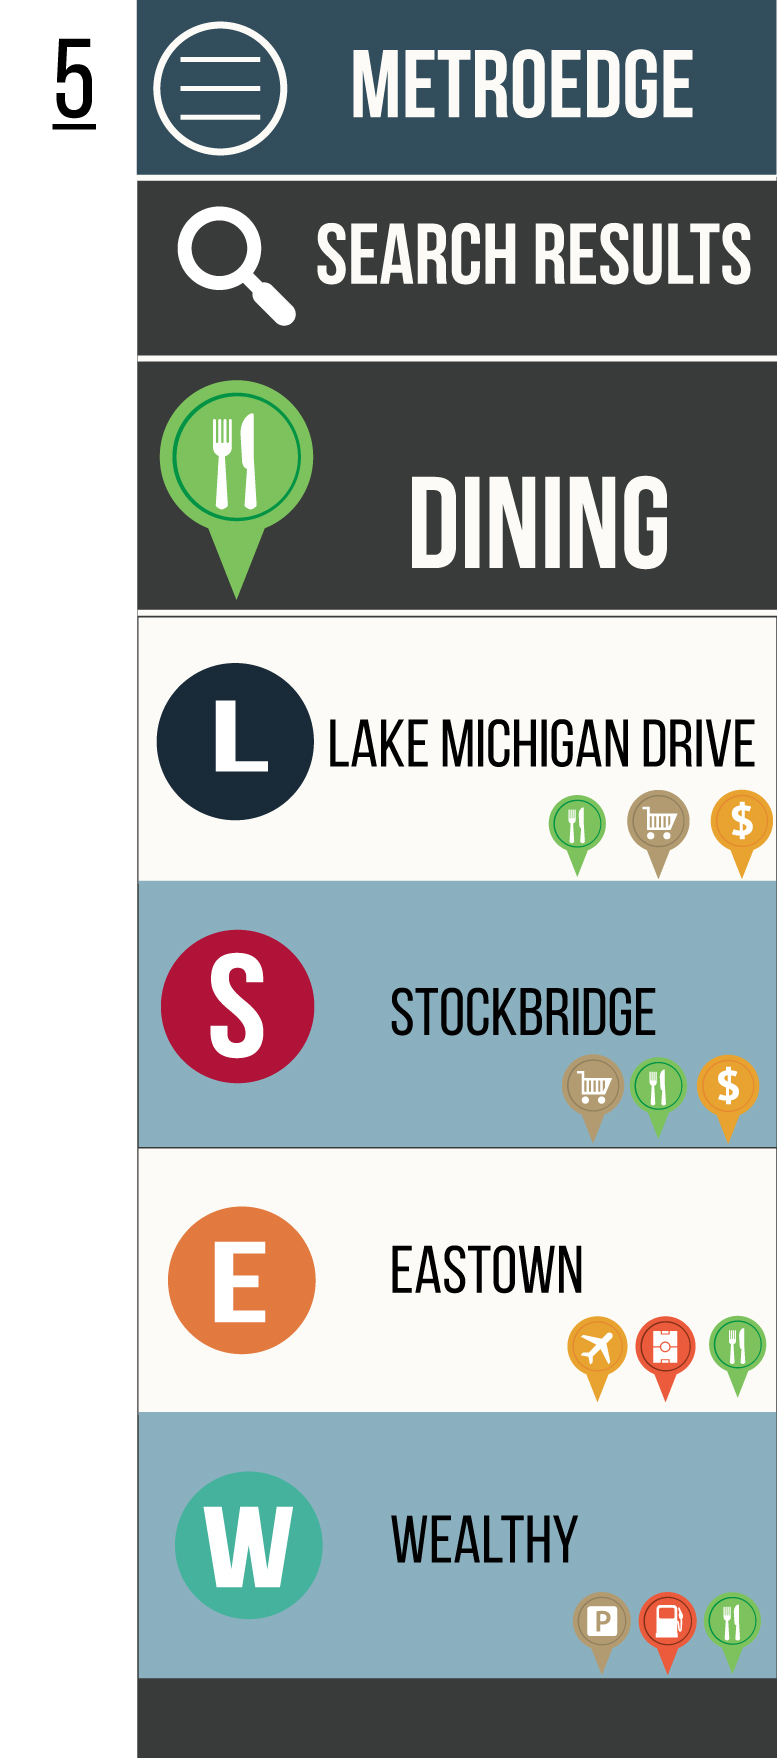 5
METROEDGE
SEARCH RESULTS
DINING
L LAKE MICHIGAN DRIVE
$
S STOCKBRIDGE
$
E EASTOWN
W WEALTHY
P